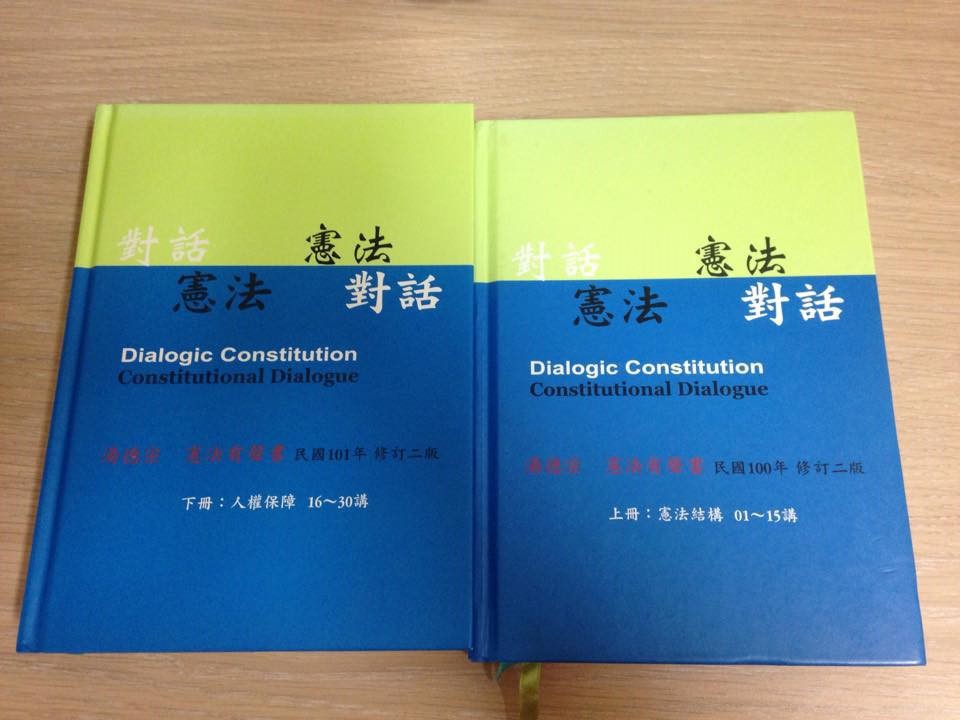 對話 憲法
憲法 對話
Dialogic Constitution
Constitutional Dialogue
湯德宗 憲法有聲書 民國101年 修訂二版
下冊：人權保障 16～30講
對話 憲法
憲法 對話
Dialogic Constitution
Constitutional Dialogue
湯德宗 憲法有聲書 民國100年 修訂二版
上冊：憲法結構 01～15講